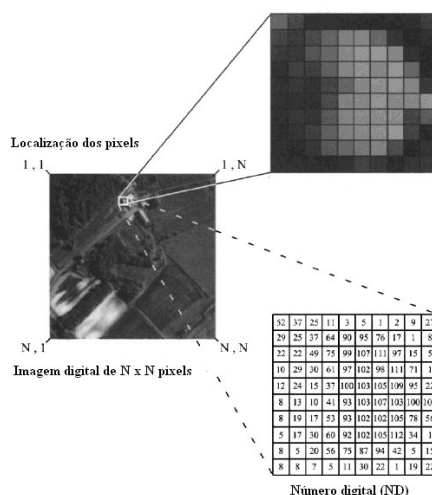 Localização dos pixels
1, 1
1, N
N, 1
N, N
Imagem digital de N x N pixels
52 37 25 11 3 5 1 2 9 27
29 25 37 64 90 95 76 17 1 8
22 22 49 75 99 107 111 97 15 5
10 29 30 61 97 102 98 111 71
12 24 15 37 100 103 105 109 95 22
8 13 10 41 93 103 107 103 100
8 19 17 53 93 102 102 105 78 56
5 17 30 60 92 102 105 112 34
8 5 20 56 75 87 94 42 5 15
8 8 7 5 11 30 22 1 19 22
Número digital (ND)